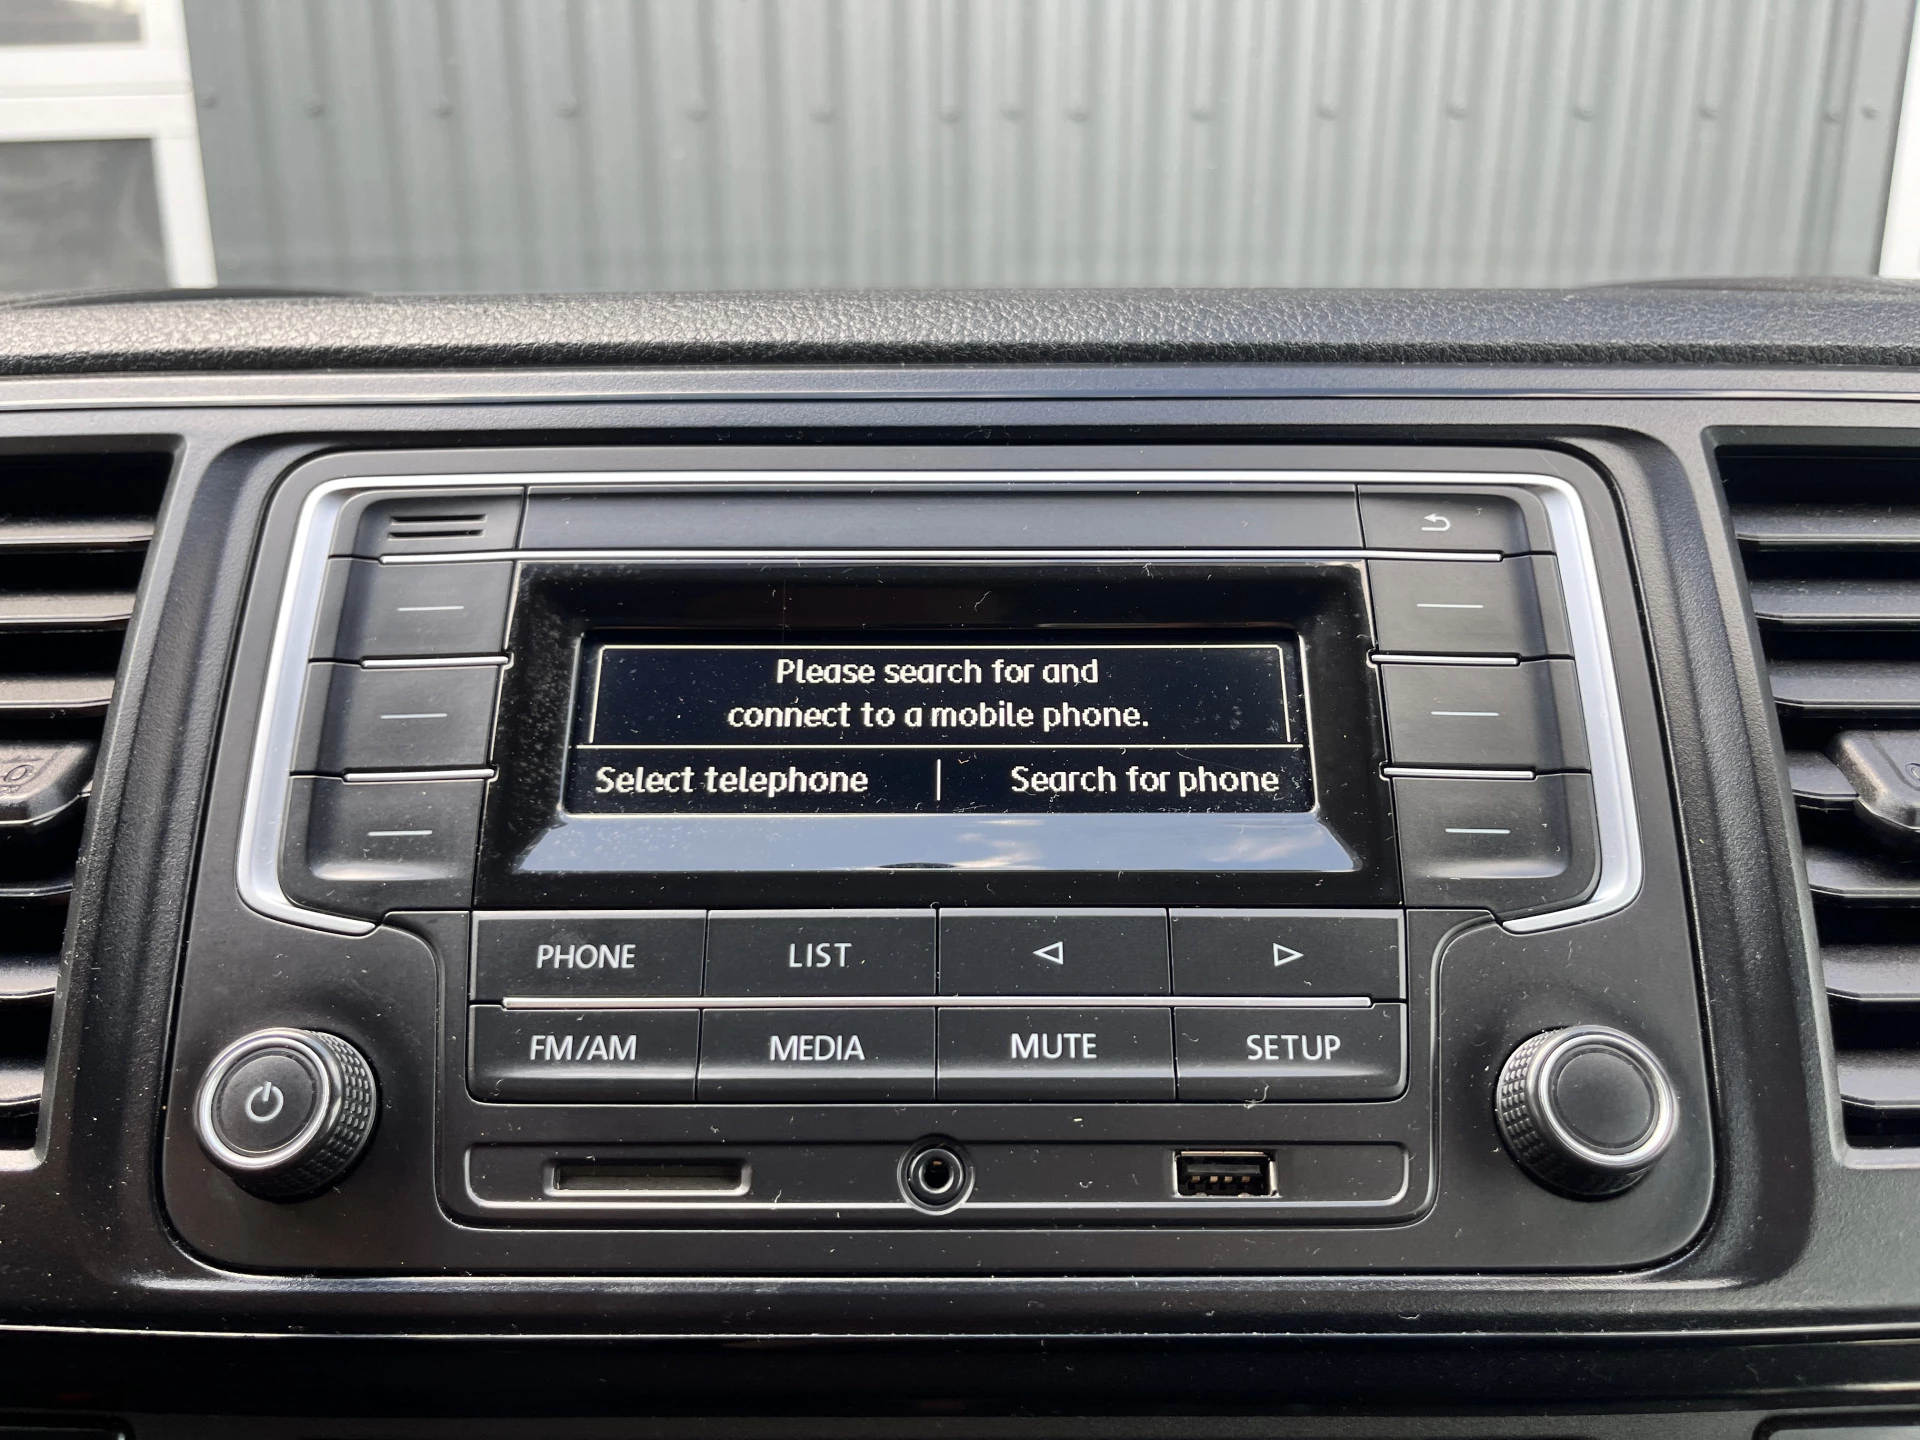 Please search for and
connect to a mobile phone.
Select telephone | Search for phone
PHONE LIST
FM/AM MEDIA MUTE SETUP